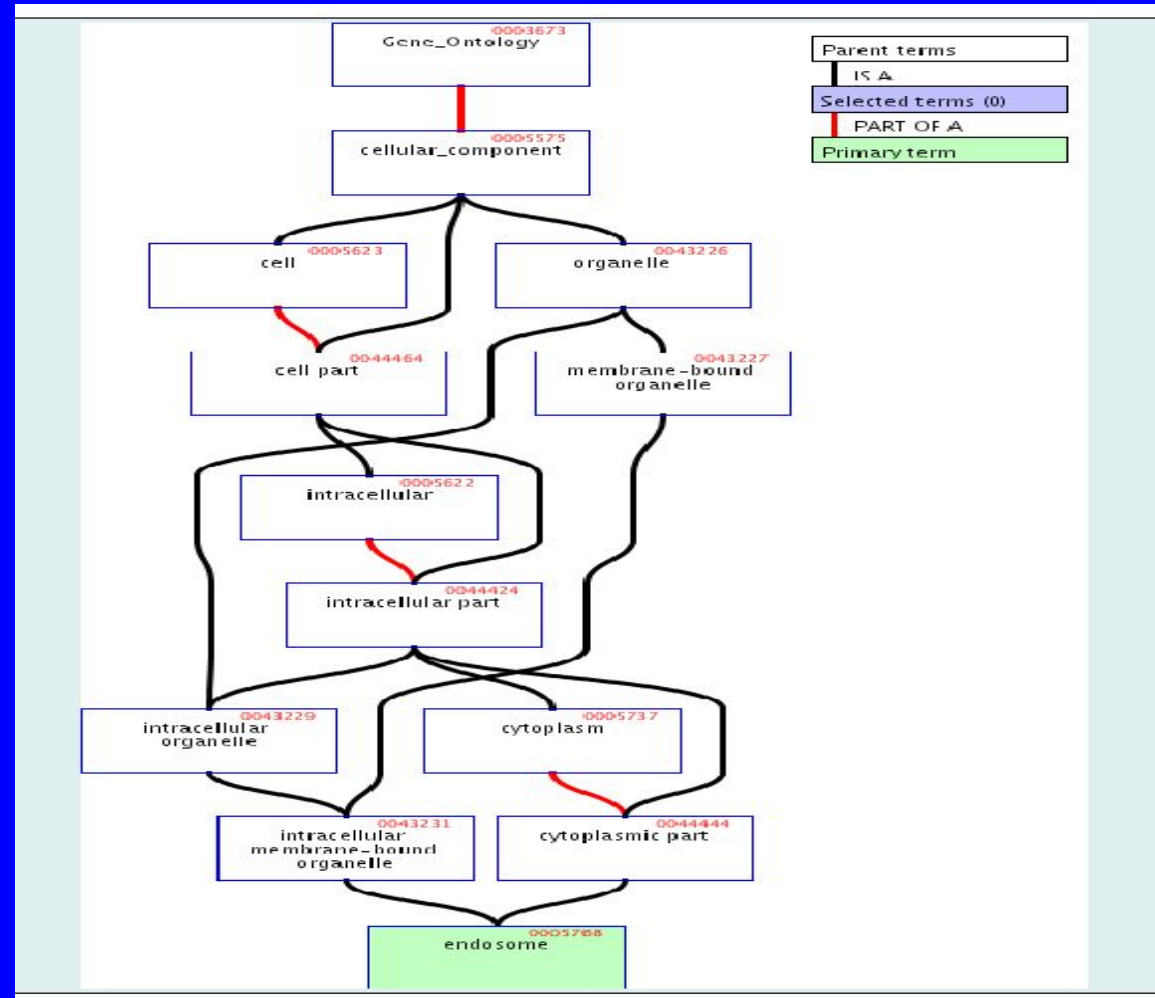 0003673
Gene_Ontology
Parent terms
IS A
Selected terms (0)
PART OF A
Primary term
0005575
cellular_component
0005623
cell
0043226
organelle
0044464
cell part
0043227
membrane-bound
organelle
0005622
intracellular
0044424
intracellular part
0043229
intracellular
organelle
0005737
cytoplasm
0043231
intracellular
membrane-bound
organelle
0044444
cytoplasmic part
0005768
endosome